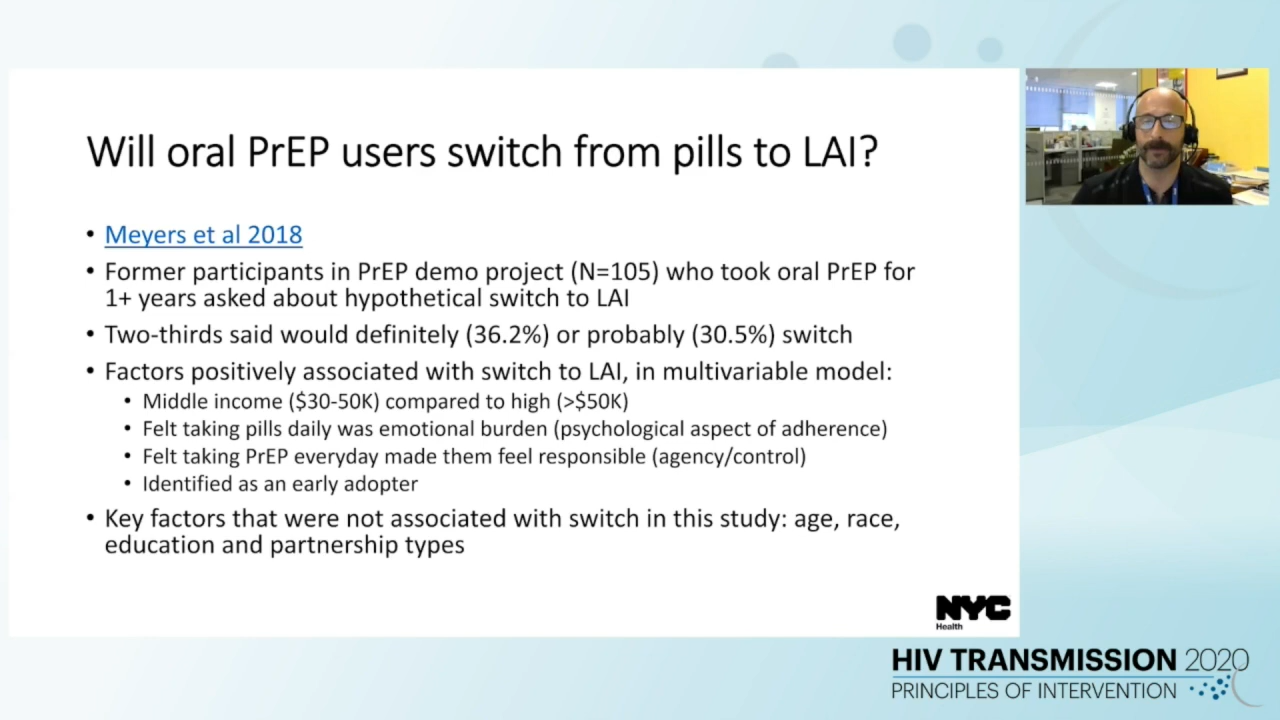 Will oral PrEP users switch from pills to LAI?
• Meyers et al 2018
• Former participants in PrEP demo project (N=105) who took oral PrEP for
1+ years asked about hypothetical switch to LAI
• Two-thirds said would definitely (36.2%) or probably (30.5%) switch
• Factors positively associated with switch to LAI, in multivariable model:
• Middle income ($30-50K) compared to high (>$50K)
• Felt taking pills daily was emotional burden (psychological aspect of adherence)
• Felt taking PrEP everyday made them feel responsible (agency/control)
• Identified as an early adopter
• Key factors that were not associated with switch in this study: age, race,
education and partnership types
NYC
Health
HIV TRANSMISSION 2020
PRINCIPLES OF INTERVENTION